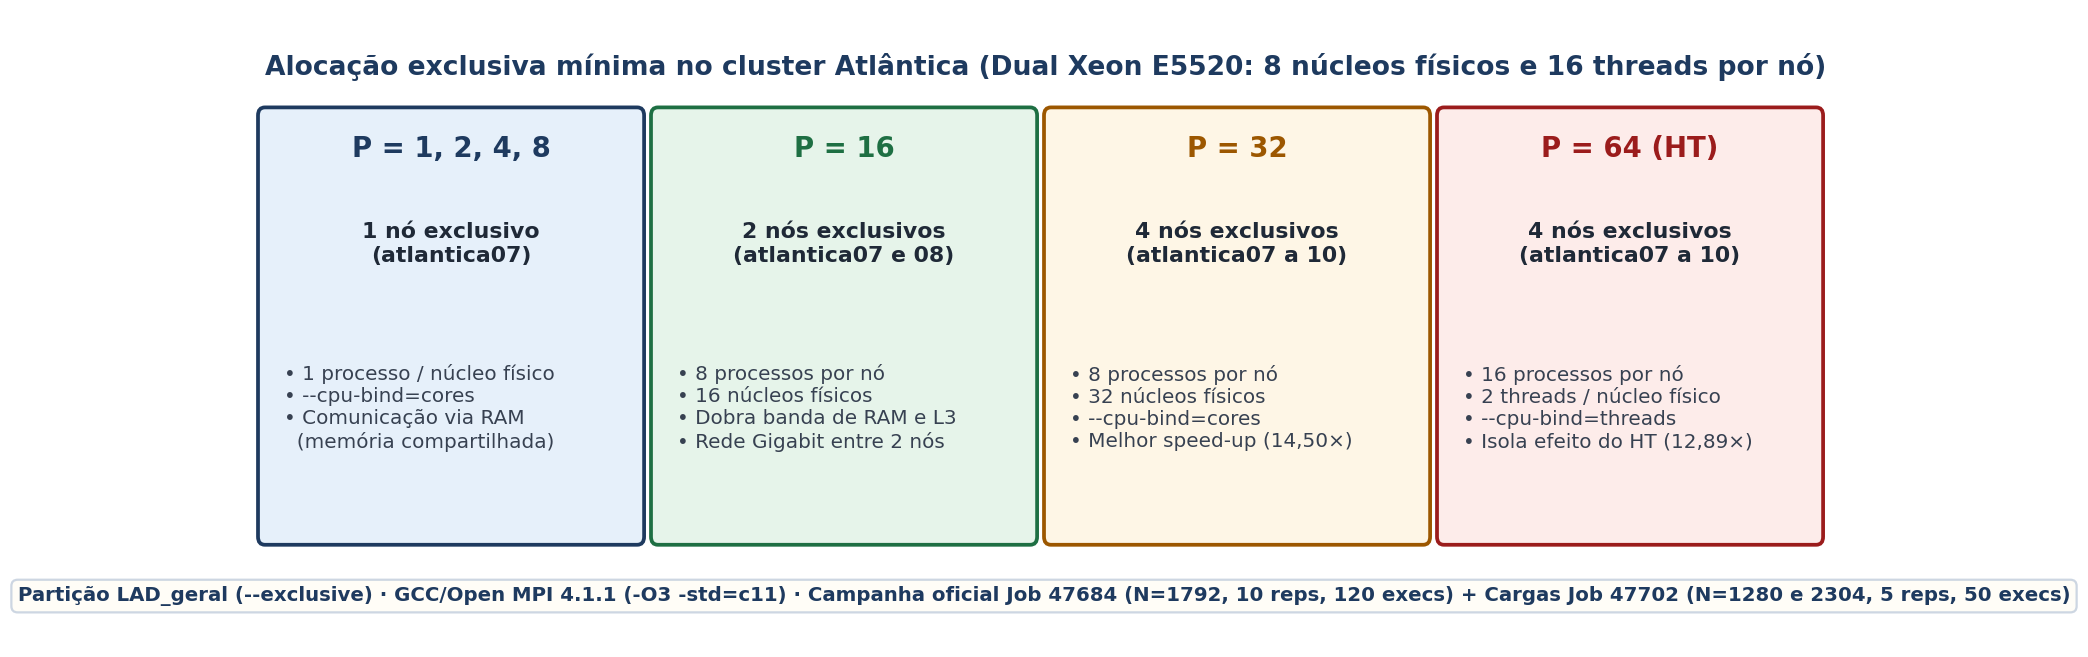 Alocação exclusiva mínima no cluster Atlântica (Dual Xeon E5520: 8 núcleos físicos e 16 threads por nó)
P = 1, 2, 4, 8
1 nó exclusivo
(atlantica07)
• 1 processo / núcleo físico
• --cpu-bind=cores
• Comunicação via RAM
(memória compartilhada)
P = 16
2 nós exclusivos
(atlantica07 e 08)
• 8 processos por nó
• 16 núcleos físicos
• Dobra banda de RAM e L3
• Rede Gigabit entre 2 nós
P = 32
4 nós exclusivos
(atlantica07 a 10)
• 8 processos por nó
• 32 núcleos físicos
• --cpu-bind=cores
• Melhor speed-up (14,50×)
P = 64 (HT)
4 nós exclusivos
(atlantica07 a 10)
• 16 processos por nó
• 2 threads / núcleo físico
• --cpu-bind=threads
• Isola efeito do HT (12,89×)
Partição LAD_geral (--exclusive) · GCC/Open MPI 4.1.1 (-O3 -std=c11) · Campanha oficial Job 47684 (N=1792, 10 reps, 120 execs) + Cargas Job 47702 (N=1280 e 2304, 5 reps, 50 execs)